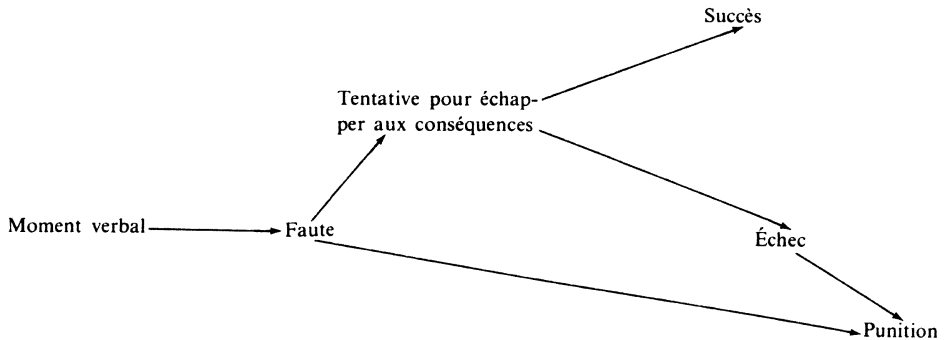 Succès
Tentative pour échap-
per aux conséquences
Moment verbal
Faute
Échec
Punition